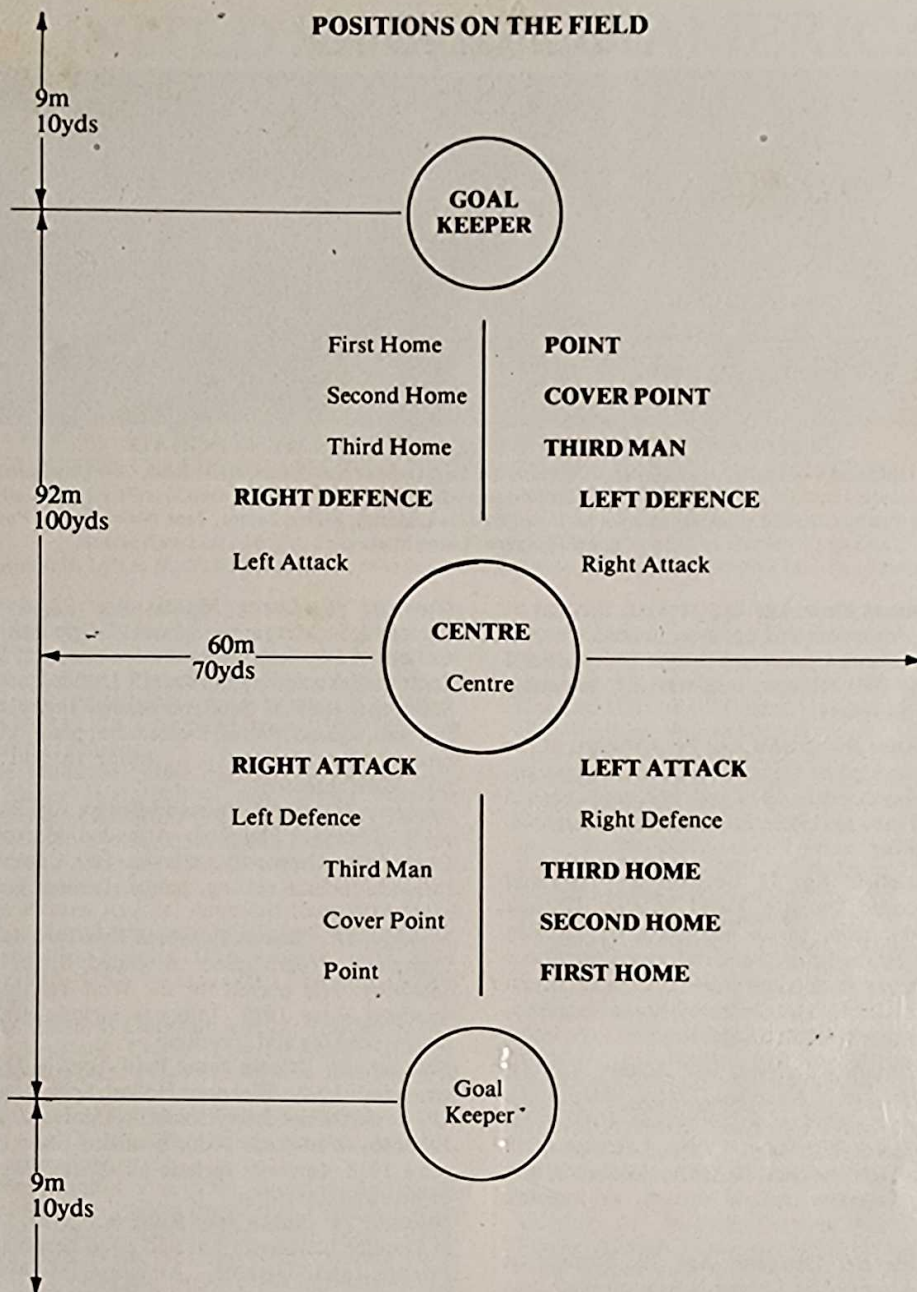 POSITIONS ON THE FIELD
9m
10yds
GOAL
KEEPER
First Home POINT
Second Home COVER POINT
Third Home THIRD MAN
92m
100yds
RIGHT DEFENCE LEFT DEFENCE
Left Attack Right Attack
CENTRE
60m
70yds
Centre
RIGHT ATTACK LEFT ATTACK
Left Defence Right Defence
Third Man THIRD HOME
Cover Point SECOND HOME
Point FIRST HOME
Goal
Keeper
9m
10yds